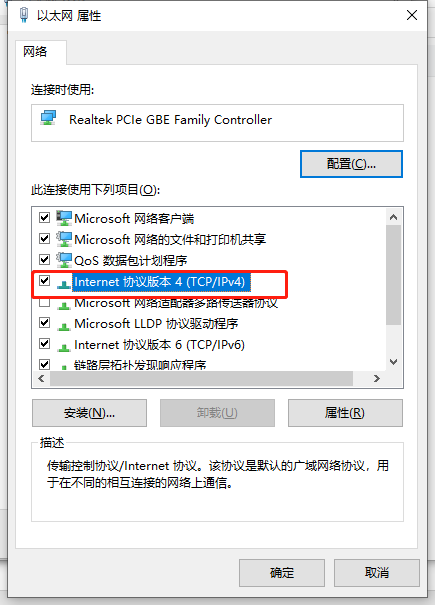 以太网 属性
网络
连接时使用:
Realtek PCIe GBE Family Controller
配置(C)...
此连接使用下列项目(O):
Microsoft 网络客户端
Microsoft 网络的文件和打印机共享
QoS 数据包计划程序
Internet 协议版本 4 (TCP/IPv4)
Microsoft 网络适配器多路传送器协议
Microsoft LLDP 协议驱动程序
Internet 协议版本 6 (TCP/IPv6)
链路层拓扑发现响应程序
安装(N)...
卸载(U)
属性(R)
描述
传输控制协议/Internet 协议。该协议是默认的广域网络协议，用
于在不同的相互连接的网络上通信。
确定
取消